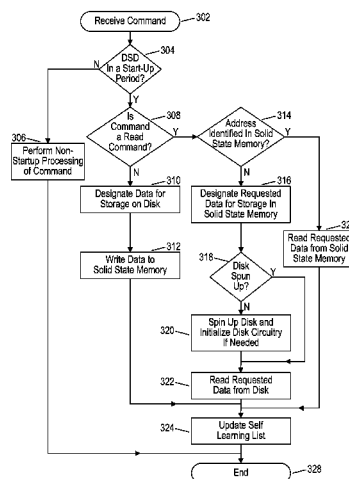 Receive Command
302
DSD
In a Start-Up
Period?
304
N
Y
Is
Command
a Read
Command?
308
Y
N
Address
Identified In Solid
State Memory?
314
Y
N
306
Perform Non-
Startup Processing
of Command
310
Designate Data for
Storage on Disk
316
Designate Requested
Data for Storage In
Solid State Memory
312
Write Data to
Solid State Memory
Read Requested
Data from Solid
State Memory
318
Disk
Spun
Up?
Y
N
320
Spin Up Disk and
Initialize Disk Circuitry
If Needed
322
Read Requested
Data from Disk
324
Update Self
Learning List
End
328